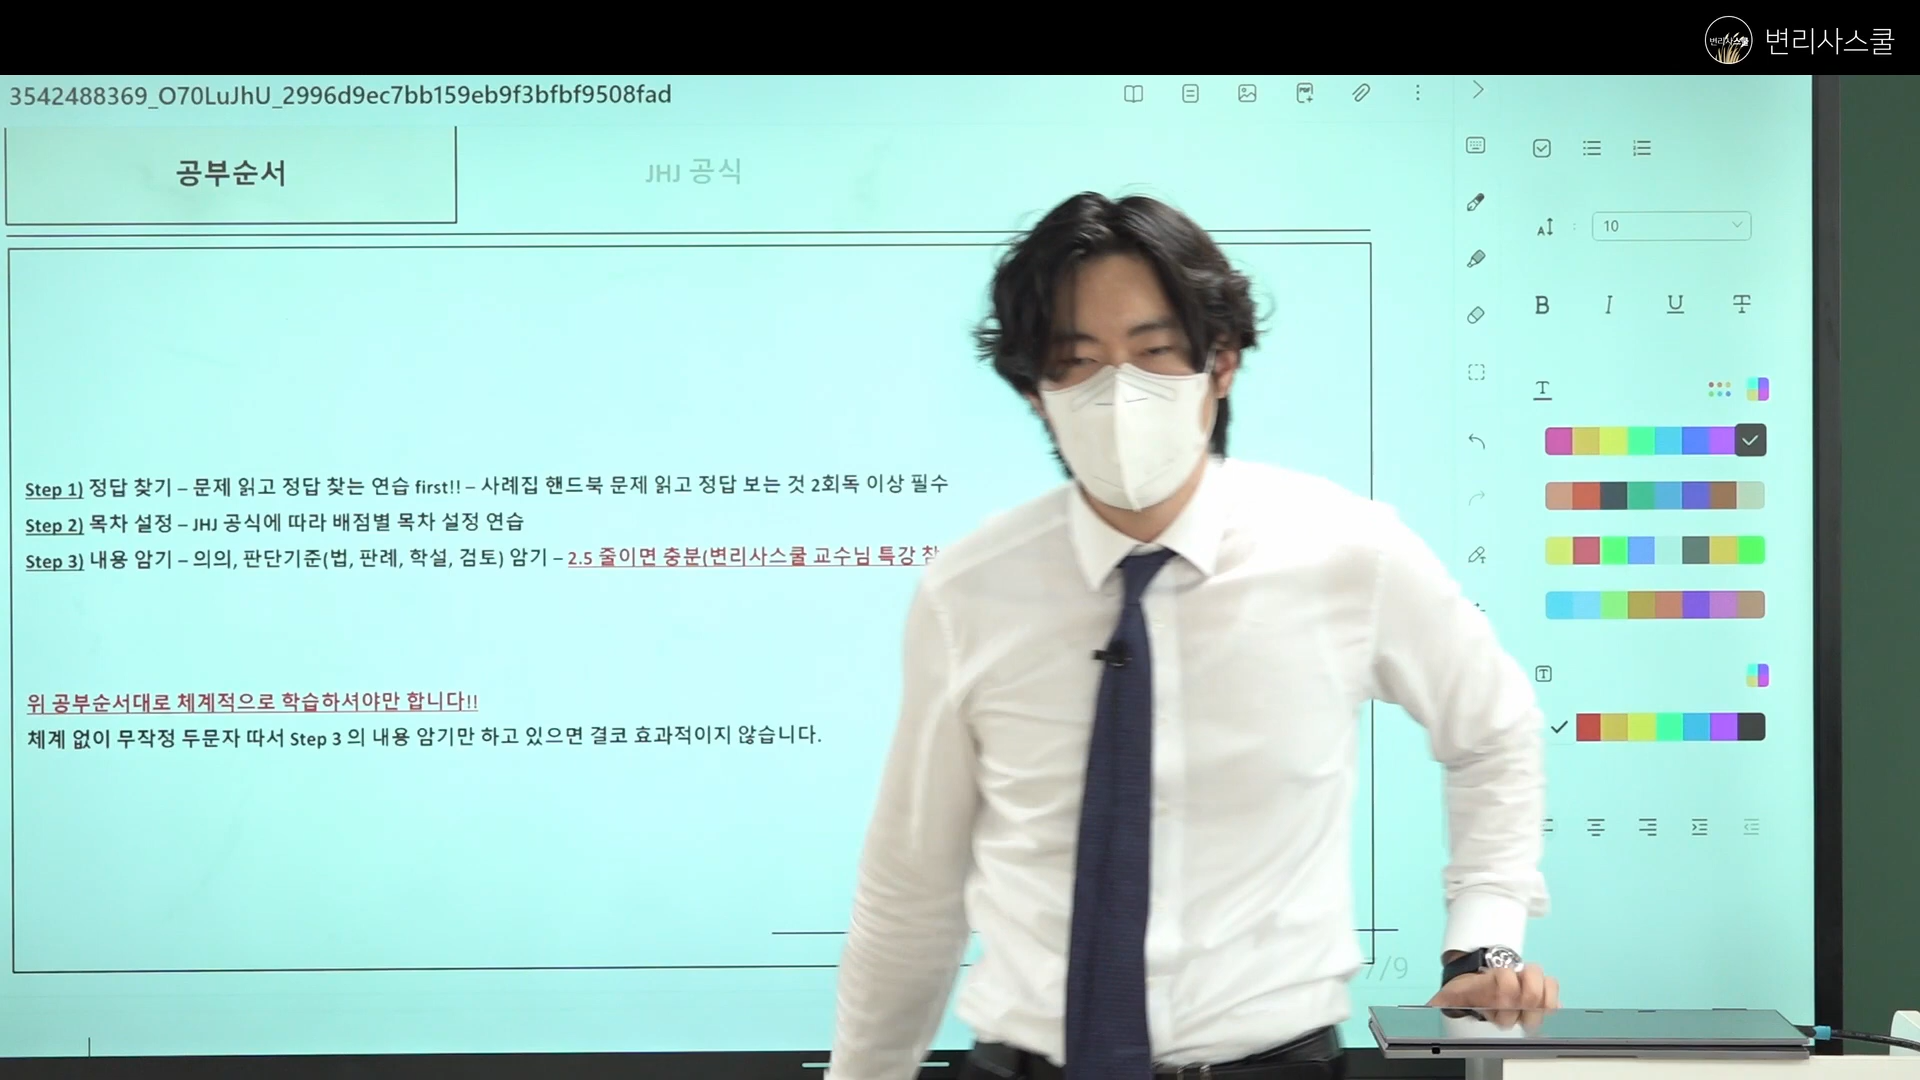 변리사스쿨
3542488369_O70LuJhU_2996d9ec7bb159eb9f3bfbf9508fad
공부순서
JHJ 공식
10
Step 1) 정답 찾기 – 문제 읽고 정답 찾는 연습 first!! – 사례집 핸드북 문제 읽고 정답 보는 것 2회독 이상 필수
Step 2) 목차 설정 – JHJ 공식에 따라 배점별 목차 설정 연습
Step 3) 내용 암기 – 의의, 판단기준(법, 판례, 학설, 검토) 암기 – 2.5 줄이면 충분(변리사스쿨 교수님 특강
위 공부순서대로 체계적으로 학습하셔야만 합니다!!
체계 없이 무작정 두문자 따서 Step 3 의 내용 암기만 하고 있으면 결코 효과적이지 않습니다.
/9